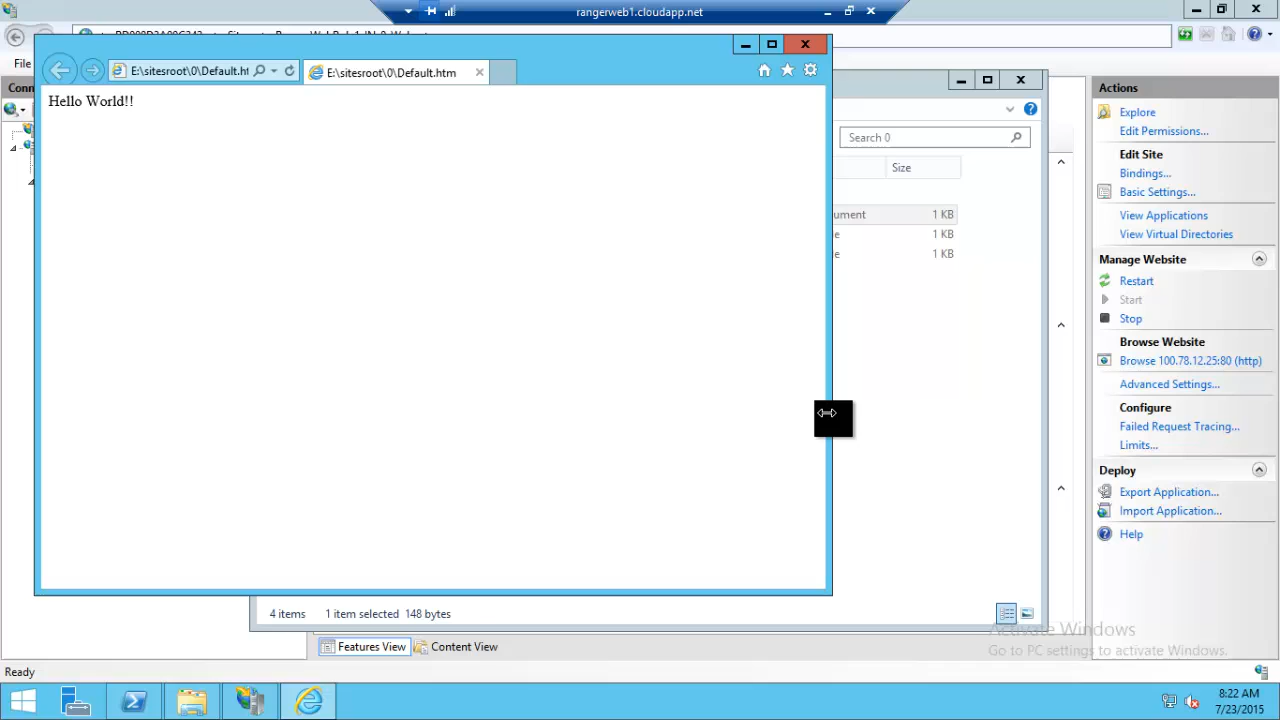 rangerweb1.cloudapp.net
File
Conn
E:\sitesroot\0\Default.ht
E:\sitesroot\0\Default.htm
Hello World!!
Search 0
Size
ument 1 KB
e 1 KB
e 1 KB
4 items 1 item selected 148 bytes
Features View Content View
Ready
Actions
Explore
Edit Permissions...
Edit Site
Bindings...
Basic Settings...
View Applications
View Virtual Directories
Manage Website
Restart
Start
Stop
Browse Website
Browse 100.78.12.25:80 (http)
Advanced Settings...
Configure
Failed Request Tracing...
Limits...
Deploy
Export Application...
Import Application...
Help
Activate Windows
Go to PC settings to activate Windows.
8:22 AM
7/23/2015